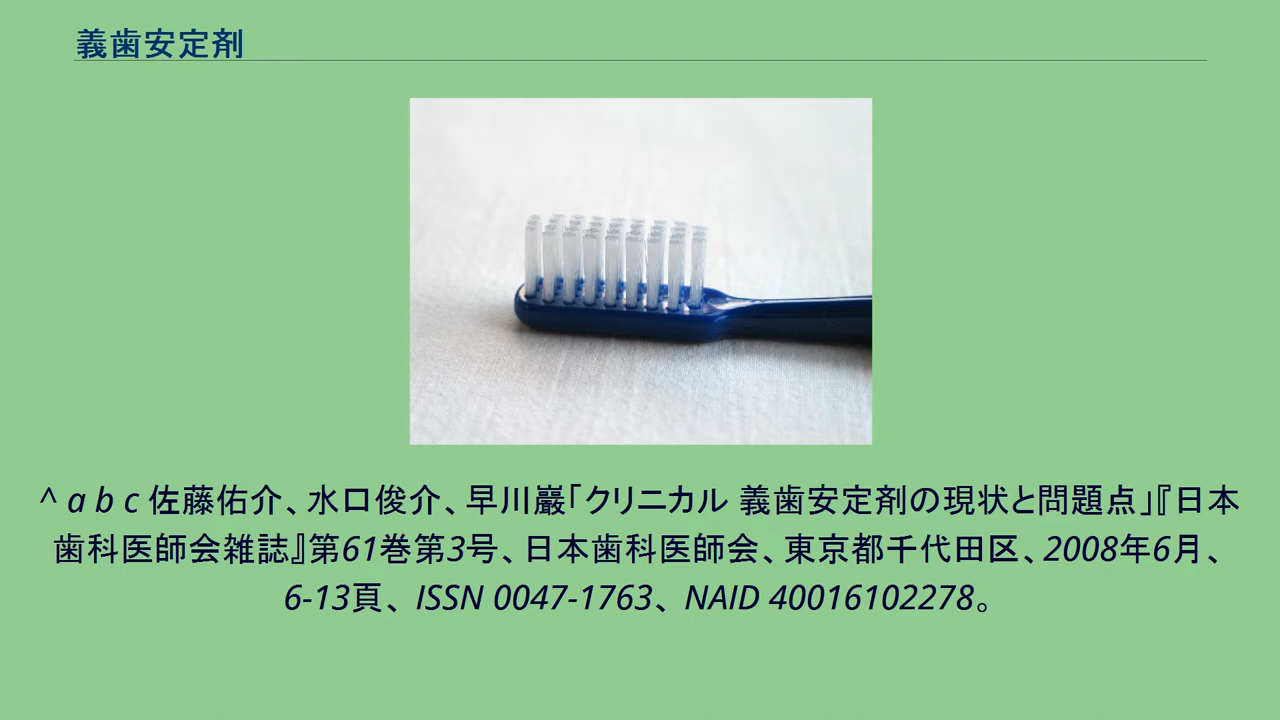 義歯安定剤
^ a b c 佐藤佑介、水口俊介、早川巖「クリニカル 義歯安定剤の現状と問題点」『日本
歯科医師会雑誌』第61巻第3号、日本歯科医師会、東京都千代田区、2008年6月、
6-13頁、ISSN 0047-1763、NAID 40016102278。